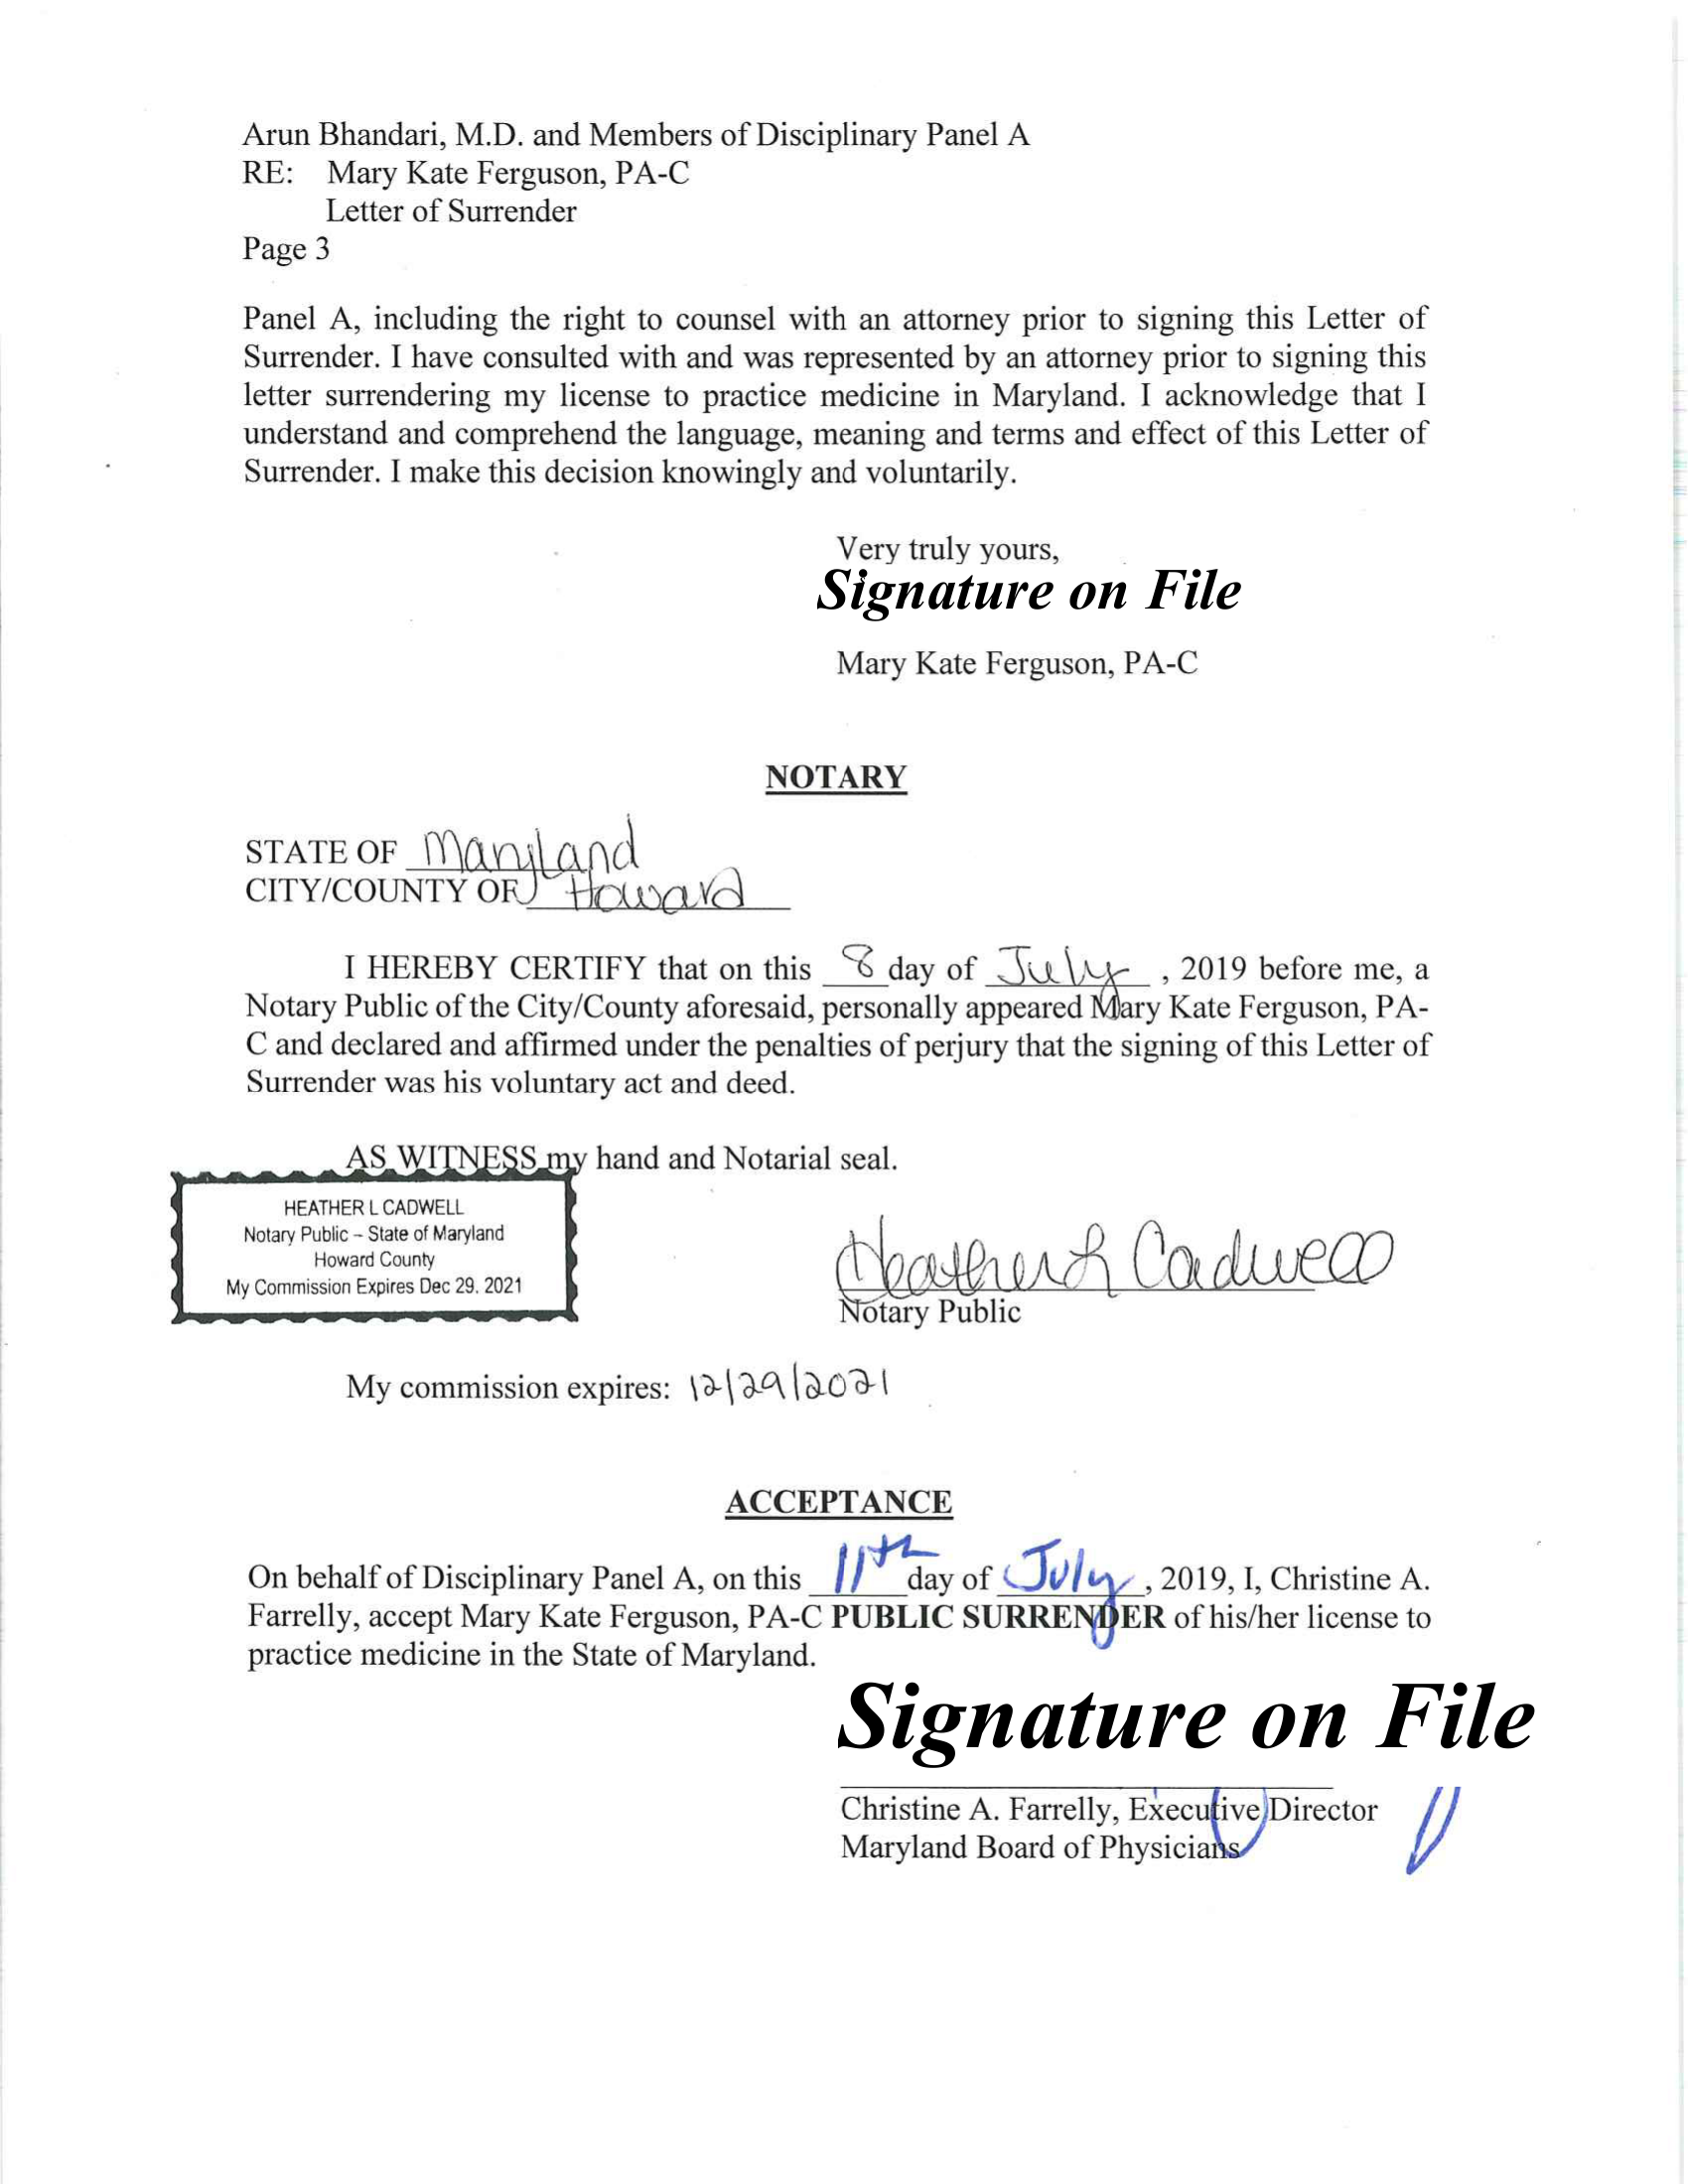 Arun Bhandari, M.D. and Members of Disciplinary Panel A
RE: Mary Kate Ferguson, PA-C
Letter of Surrender
Page 3
Panel A, including the right to counsel with an attorney prior to signing this Letter of
Surrender. I have consulted with and was represented by an attorney prior to signing this
letter surrendering my license to practice medicine in Maryland. I acknowledge that I
understand and comprehend the language, meaning and terms and effect of this Letter of
Surrender. I make this decision knowingly and voluntarily.
Very truly yours,
Signature on File
Mary Kate Ferguson, PA-C
NOTARY
STATE OF Maryland
CITY/COUNTY OF Howard
I HEREBY CERTIFY that on this 8 day of July, 2019 before me, a
Notary Public of the City/County aforesaid, personally appeared Mary Kate Ferguson, PA-
C and declared and affirmed under the penalties of perjury that the signing of this Letter of
Surrender was his voluntary act and deed.
AS WITNESS my hand and Notarial seal.
HEATHER L CADWELL
Notary Public – State of Maryland
Howard County
My Commission Expires Dec 29, 2021
Heather L Cadwell
Notary Public
My commission expires: 12/29/2021
ACCEPTANCE
On behalf of Disciplinary Panel A, on this 11th day of July, 2019, I, Christine A.
Farrelly, accept Mary Kate Ferguson, PA-C PUBLIC SURRENDER of his/her license to
practice medicine in the State of Maryland.
Signature on File
Christine A. Farrelly, Executive Director
Maryland Board of Physicians